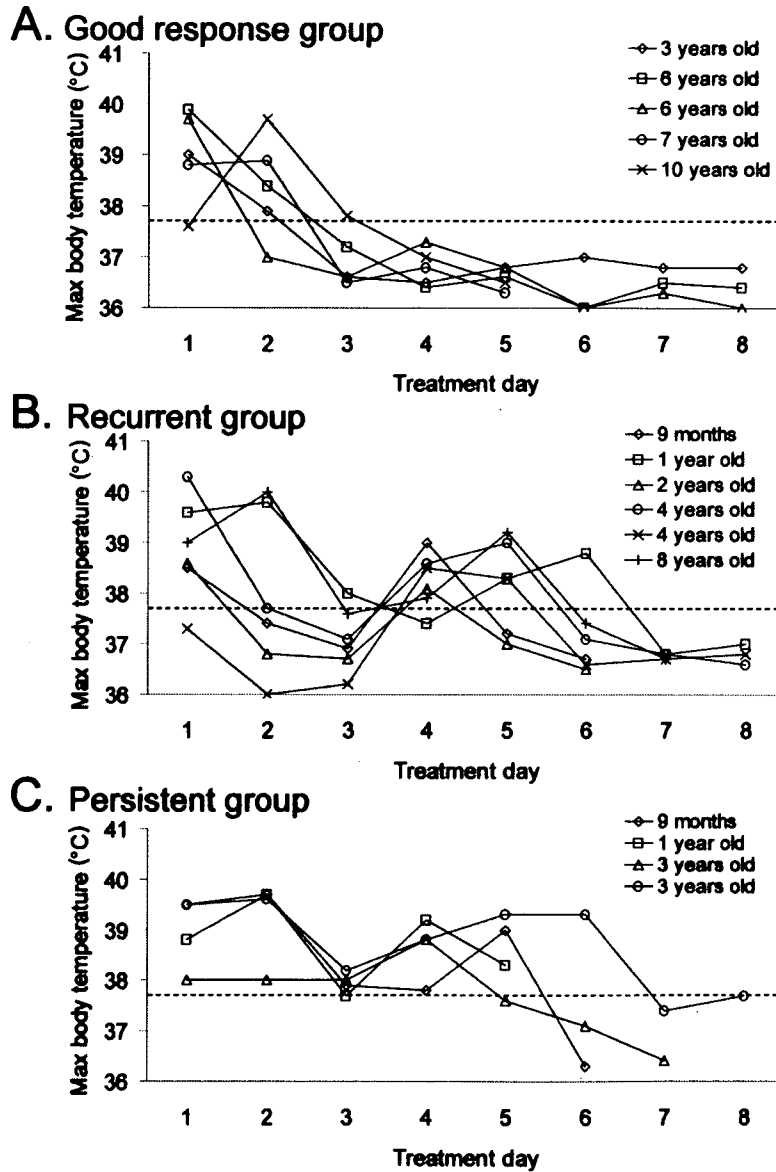 A. Good response group
Max body temperature (°C)
41
40
39
38
37
36
3 years old
6 years old
6 years old
7 years old
10 years old
1 2 3 4 5 6 7 8
Treatment day
B. Recurrent group
Max body temperature (°C)
41
40
39
38
37
36
9 months
1 year old
2 years old
4 years old
4 years old
8 years old
1 2 3 4 5 6 7 8
Treatment day
C. Persistent group
Max body temperature (°C)
41
40
39
38
37
36
9 months
1 year old
3 years old
3 years old
1 2 3 4 5 6 7 8
Treatment day